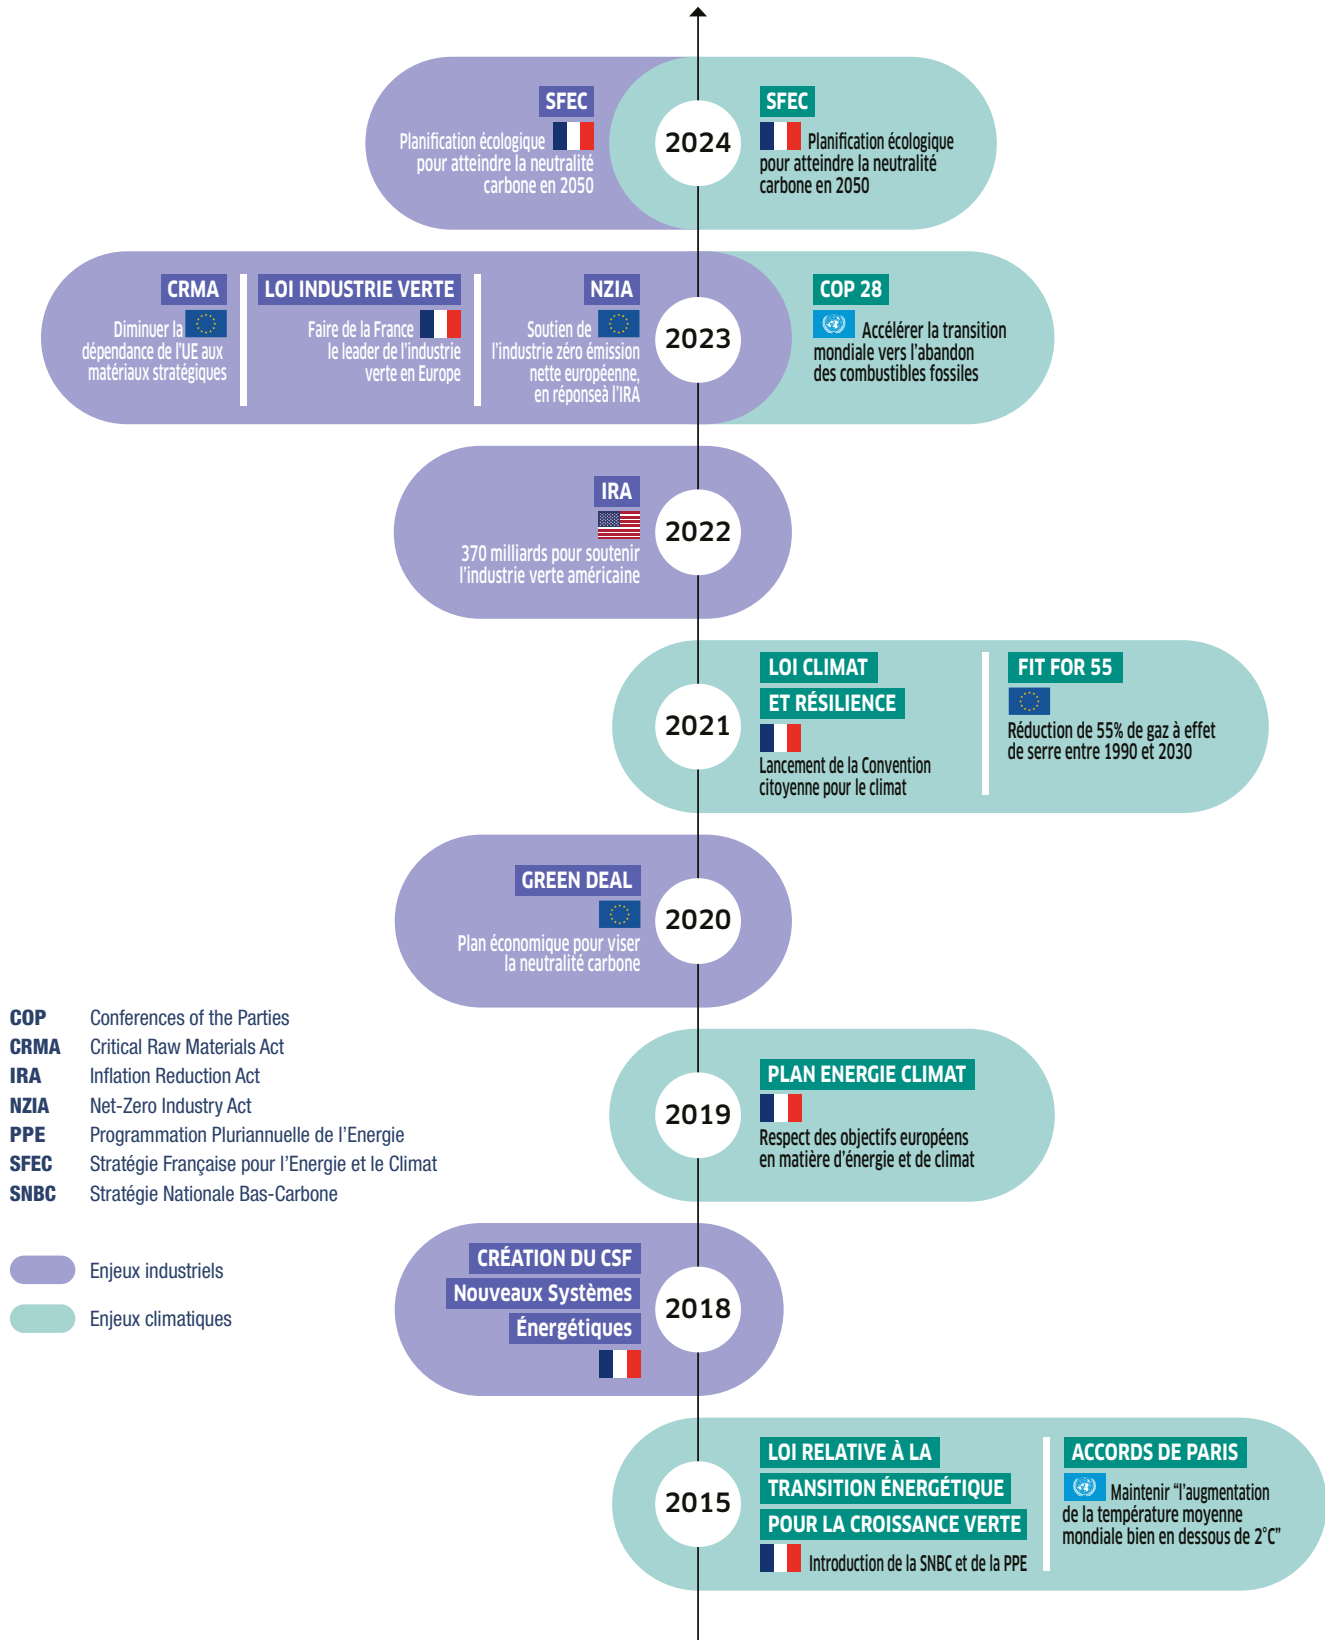 SFEC
Planification écologique
pour atteindre la neutralité
carbone en 2050
2024
SFEC
Planification écologique
pour atteindre la neutralité
carbone en 2050
CRMA
Diminuer la
dépendance de l'UE aux
matériaux stratégiques
LOI INDUSTRIE VERTE
Faire de la France
le leader de l'industrie
verte en Europe
NZIA
Soutien de
l'industrie zéro émission
nette européenne,
en réponseà l'IRA
2023
COP 28
Accélérer la transition
mondiale vers l'abandon
des combustibles fossiles
IRA
370 milliards pour soutenir
l'industrie verte américaine
2022
2021
LOI CLIMAT
ET RÉSILIENCE
Lancement de la Convention
citoyenne pour le climat
FIT FOR 55
Réduction de 55% de gaz à effet
de serre entre 1990 et 2030
GREEN DEAL
Plan économique pour viser
la neutralité carbone
2020
COP Conferences of the Parties
CRMA Critical Raw Materials Act
IRA Inflation Reduction Act
NZIA Net-Zero Industry Act
PPE Programmation Pluriannuelle de l'Energie
SFEC Stratégie Française pour l'Energie et le Climat
SNBC Stratégie Nationale Bas-Carbone
Enjeux industriels
Enjeux climatiques
2019
PLAN ENERGIE CLIMAT
Respect des objectifs européens
en matière d'énergie et de climat
CRÉATION DU CSF
Nouveaux Systèmes
Énergétiques
2018
2015
LOI RELATIVE À LA
TRANSITION ÉNERGÉTIQUE
POUR LA CROISSANCE VERTE
Introduction de la SNBC et de la PPE
ACCORDS DE PARIS
Maintenir “l'augmentation
de la température moyenne
mondiale bien en dessous de 2°C”